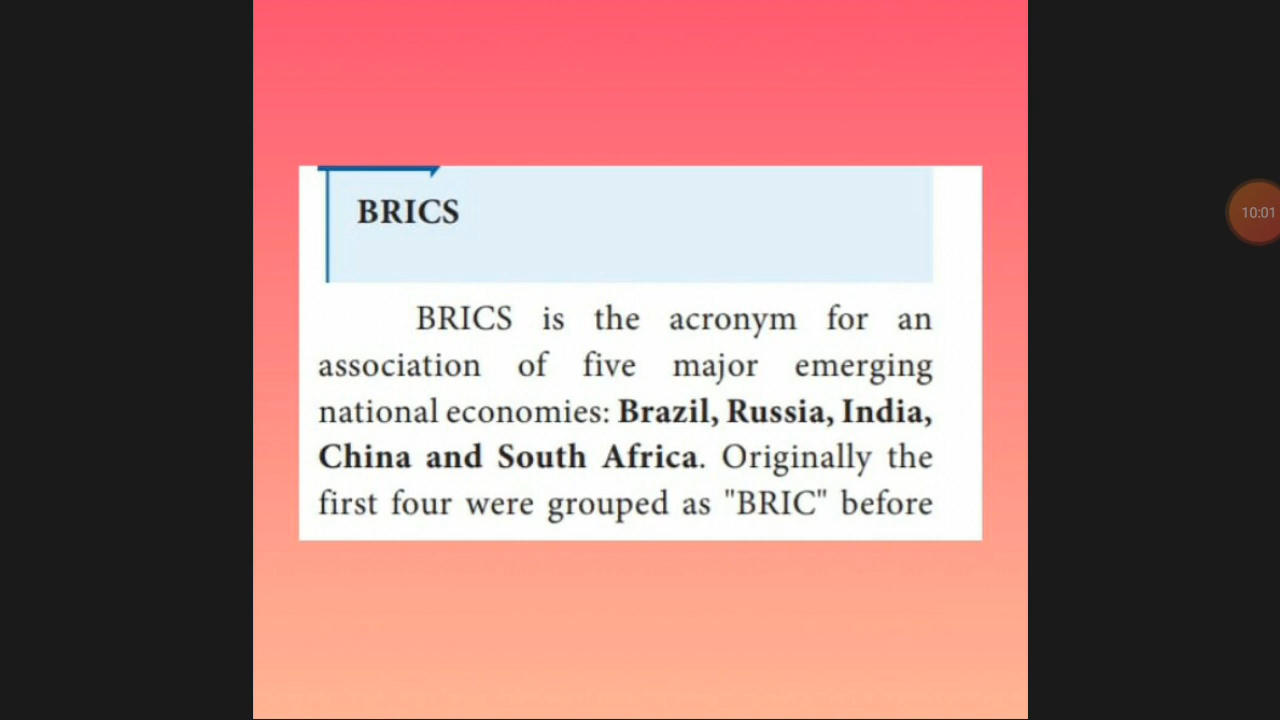 BRICS
BRICS is the acronym for an
association of five major emerging
national economies: Brazil, Russia, India,
China and South Africa. Originally the
first four were grouped as "BRIC" before
10:01